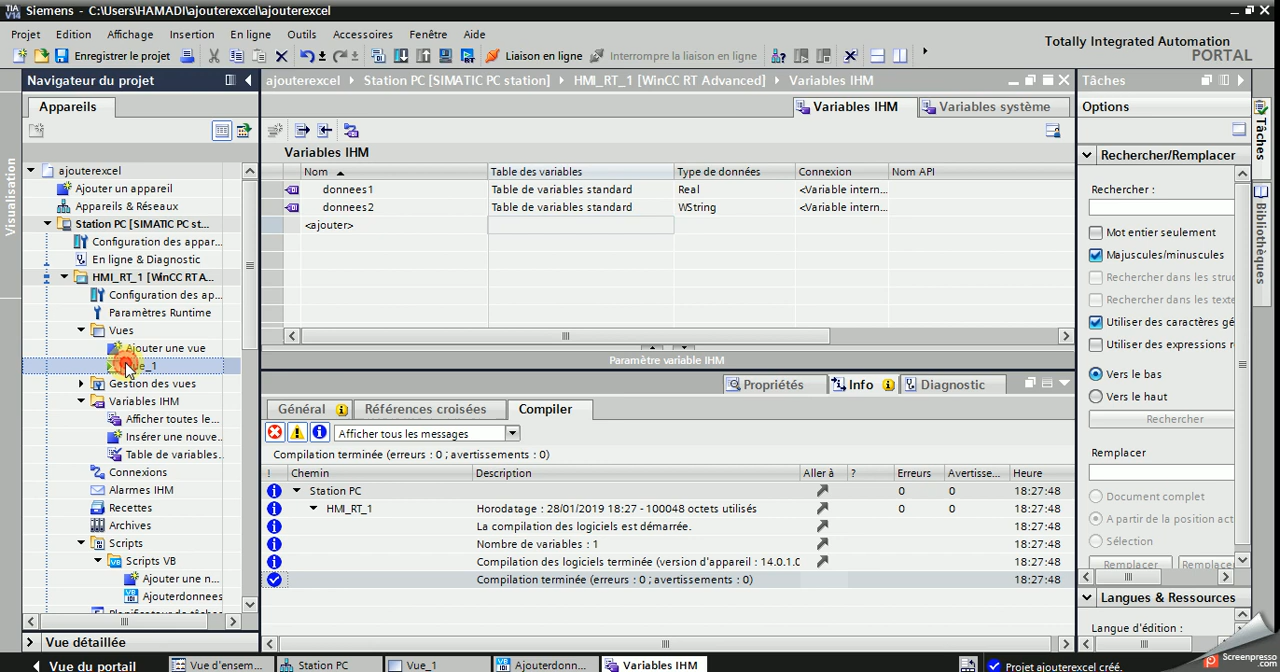 TIA V14 Siemens - C:\Users\HAMADI\ajouterexcel\ajouterexcel
Projet Edition Affichage Insertion En ligne Outils Accessoires Fenêtre Aide
Totally Integrated Automation
PORTAL
Enregistrer le projet Liaison en ligne Interrompre la liaison en ligne
Navigateur du projet
ajouterexcel Station PC [SIMATIC PC station] HMI_RT_1 [WinCC RT Advanced] Variables IHM
Tâches
Appareils
Variables IHM Variables système
Options
Visualisation
Variables IHM
Nom Table des variables Type de données Connexion Nom API
donnees1 Table de variables standard Real <Variable intern...
donnees2 Table de variables standard WString <Variable intern...
<ajouter>
ajouterexcel
Ajouter un appareil
Appareils & Réseaux
Station PC [SIMATIC PC st...
Configuration des appar...
En ligne & Diagnostic
HMI_RT_1 [WinCC RT A...
Configuration des ap...
Paramètres Runtime
Vues
Ajouter une vue
Gestion des vues
Variables IHM
Afficher toutes le...
Insérer une nouve...
Table de variables...
Connexions
Alarmes IHM
Recettes
Archives
Scripts
Scripts VB
Ajouter une n...
Ajouterdonnees
Vue détaillée
Paramètre variable IHM
Propriétés Info Diagnostic
Général Références croisées Compiler
Afficher tous les messages
Compilation terminée (erreurs : 0 ; avertissements : 0)
! Chemin Description Aller à ? Erreurs Avertisse... Heure
Station PC 0 0 18:27:48
HMI_RT_1 Horodatage : 28/01/2019 18:27 - 100048 octets utilisés 0 0 18:27:48
La compilation des logiciels est démarrée. 18:27:48
Nombre de variables : 1 18:27:48
Compilation des logiciels terminée (version d'appareil : 14.0.1.0 18:27:48
Compilation terminée (erreurs : 0 ; avertissements : 0) 18:27:48
Rechercher/Remplacer
Rechercher :
Mot entier seulement
Majuscules/minuscules
Rechercher dans les struc
Rechercher dans les texte
Utiliser des caractères gé
Utiliser des expressions r
Vers le bas
Vers le haut
Rechercher
Remplacer
Document complet
A partir de la position act
Sélection
Remplacer Remplace
Langues & Ressources
Langue d'édition :
Tâches
Bibliothèques
Vue du portail Vue d'ensem... Station PC Vue_1 Ajouterdonn... Variables IHM Projet ajouterexcel créé.
Screenpresso.com